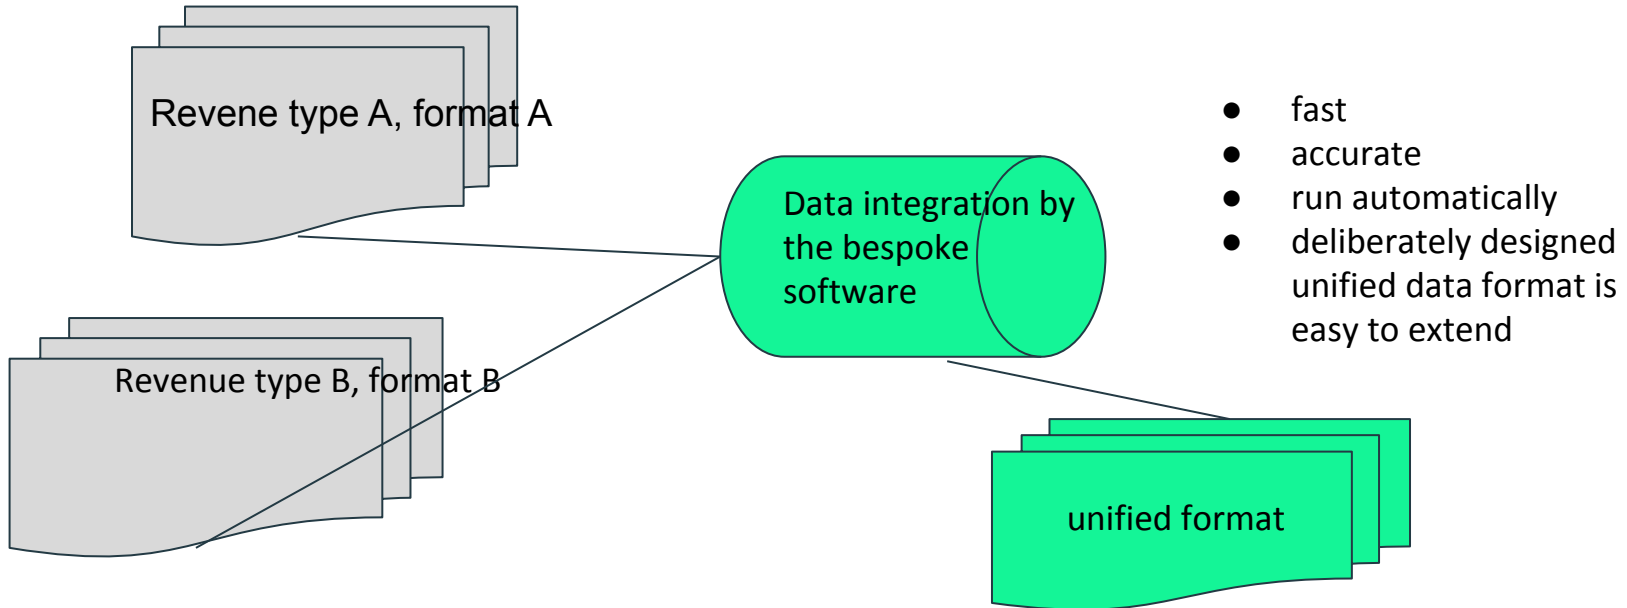 Revene type A, format A
Revenue type B, format B
Data integration by
the bespoke
software
● fast
● accurate
● run automatically
● deliberately designed
unified data format is
easy to extend
unified format